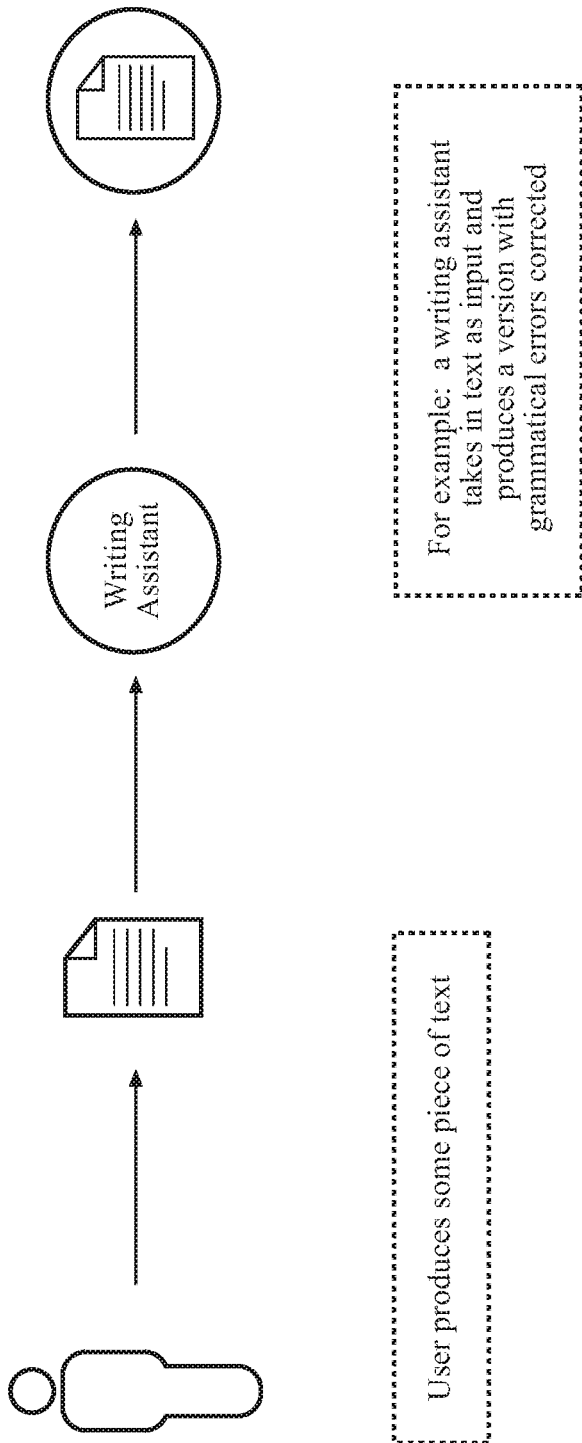 Writing
Assistant
User produces some piece of text
For example:  a writing assistant
takes in text as input and
produces a version with
grammatical errors corrected